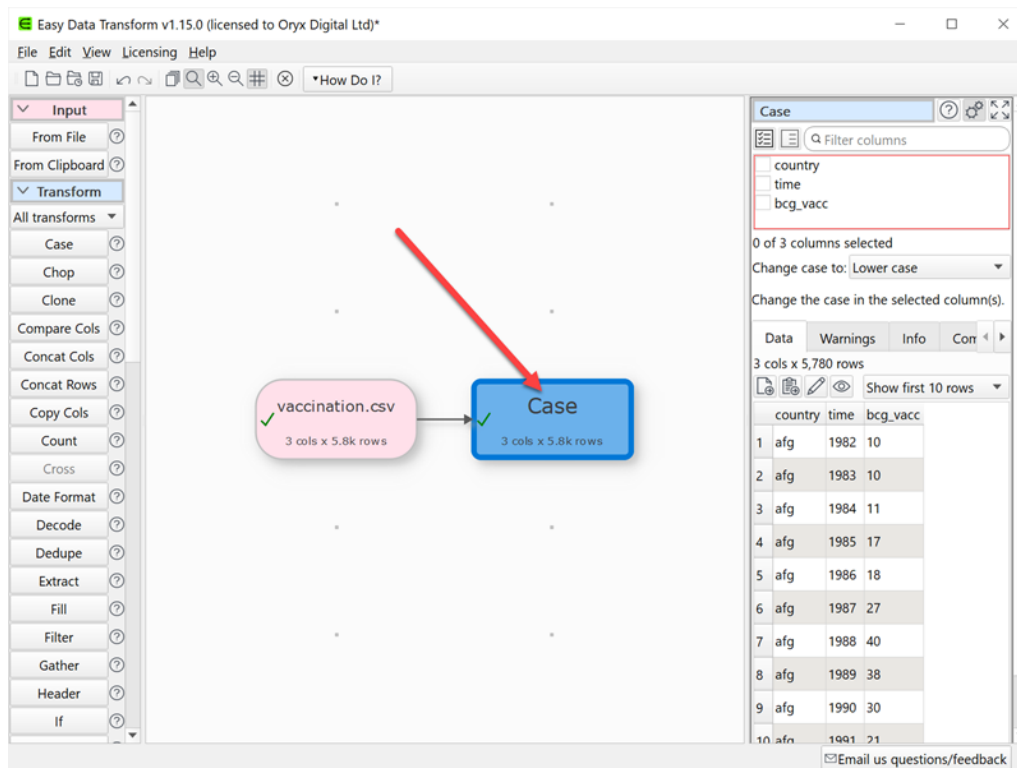 Easy Data Transform v1.15.0 (licensed to Oryx Digital Ltd)*
File Edit View Licensing Help
How Do I?
Input
From File
From Clipboard
Transform
All transforms
Case
Chop
Clone
Compare Cols
Concat Cols
Concat Rows
Copy Cols
Count
Cross
Date Format
Decode
Dedupe
Extract
Fill
Filter
Gather
Header
If
vaccination.csv
3 cols x 5.8k rows
Case
3 cols x 5.8k rows
Case
Filter columns
country
time
bcg_vacc
0 of 3 columns selected
Change case to: Lower case
Change the case in the selected column(s).
Data Warnings Info
3 cols x 5,780 rows
Show first 10 rows
country time bcg_vacc
1 afg 1982 10
2 afg 1983 10
3 afg 1984 11
4 afg 1985 17
5 afg 1986 18
6 afg 1987 27
7 afg 1988 40
8 afg 1989 38
9 afg 1990 30
10 afg 1991 21
Email us questions/feedback